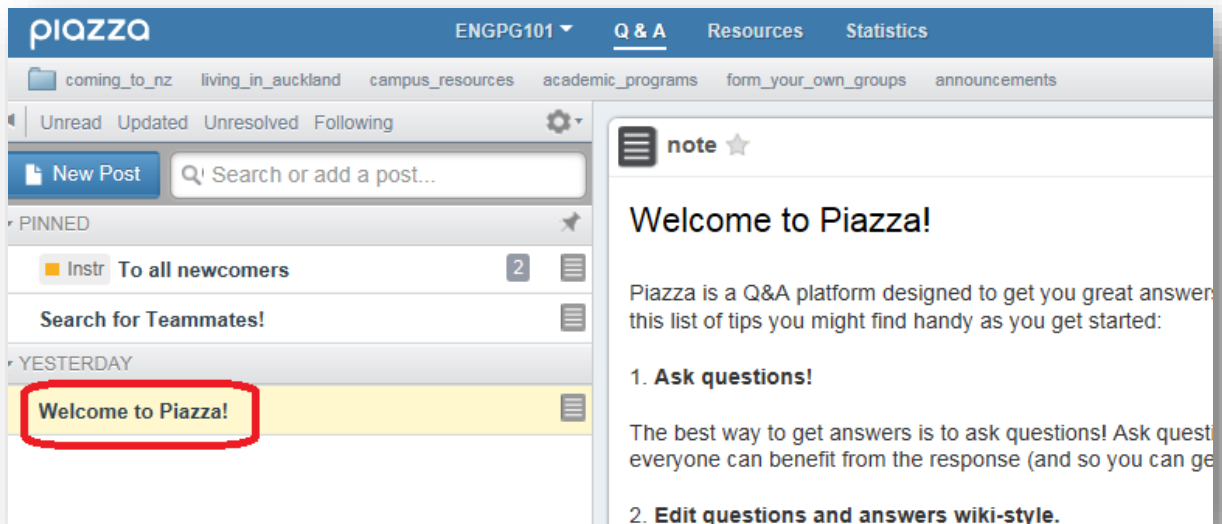 piazza
ENGPG101 Q & A Resources Statistics
coming_to_nz living_in_auckland campus_resources academic_programs form_your_own_groups announcements
Unread Updated Unresolved Following
New Post Search or add a post...
PINNED
Instr To all newcomers 2
Search for Teammates!
YESTERDAY
Welcome to Piazza!
note
Welcome to Piazza!
Piazza is a Q&A platform designed to get you great answers
this list of tips you might find handy as you get started:
1. Ask questions!
The best way to get answers is to ask questions! Ask questi
everyone can benefit from the response (and so you can ge
2. Edit questions and answers wiki-style.